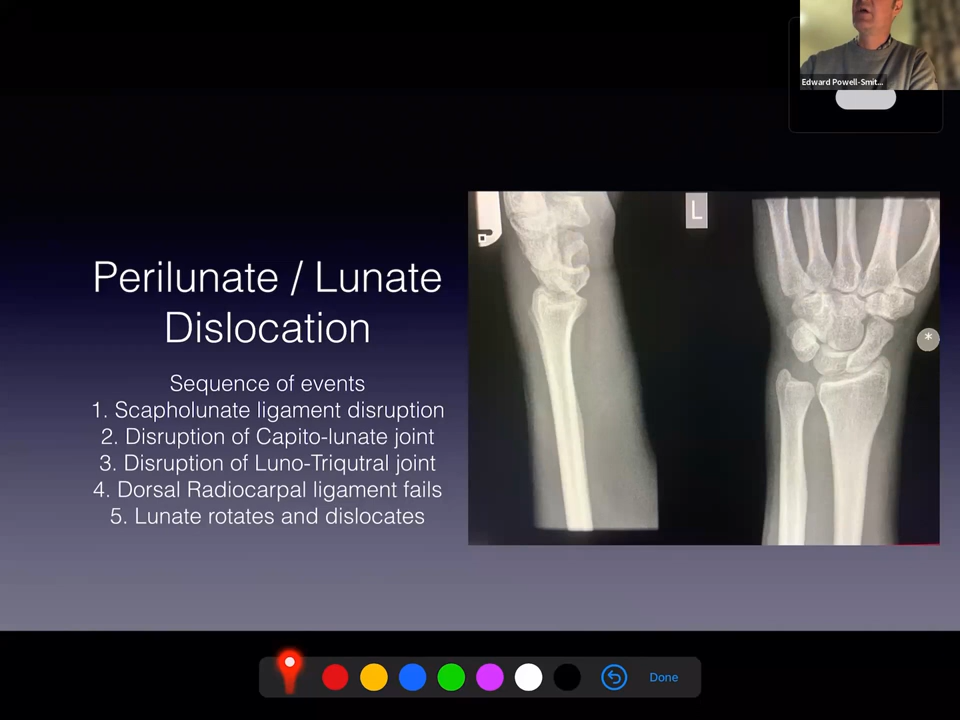 Edward Powell-Smit...
L
*
Perilunate / Lunate
Dislocation
Sequence of events
1. Scapholunate ligament disruption
2. Disruption of Capito-lunate joint
3. Disruption of Luno-Triqutral joint
4. Dorsal Radiocarpal ligament fails
5. Lunate rotates and dislocates
Done